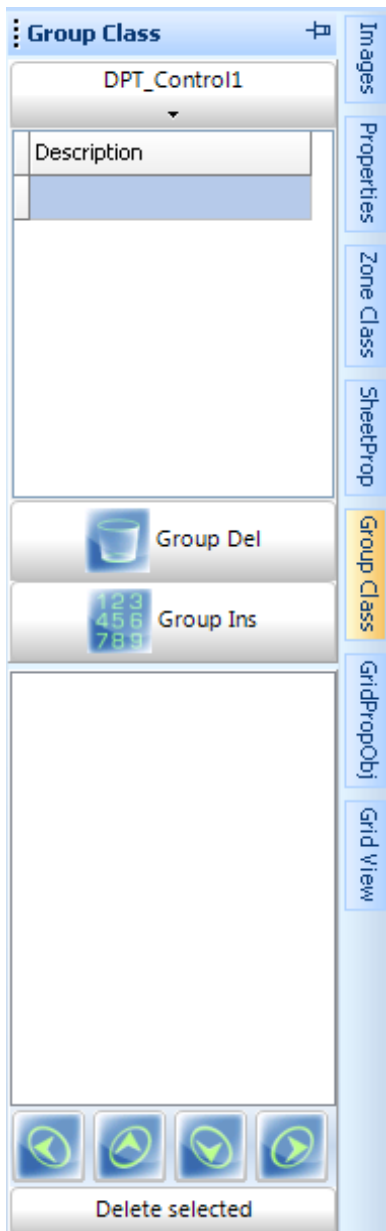 Group Class
DPT_Control1
Description
Group Del
123
456
789
Group Ins
Delete selected
Images
Properties
Zone Class
SheetProp
Group Class
GridPropObj
Grid View